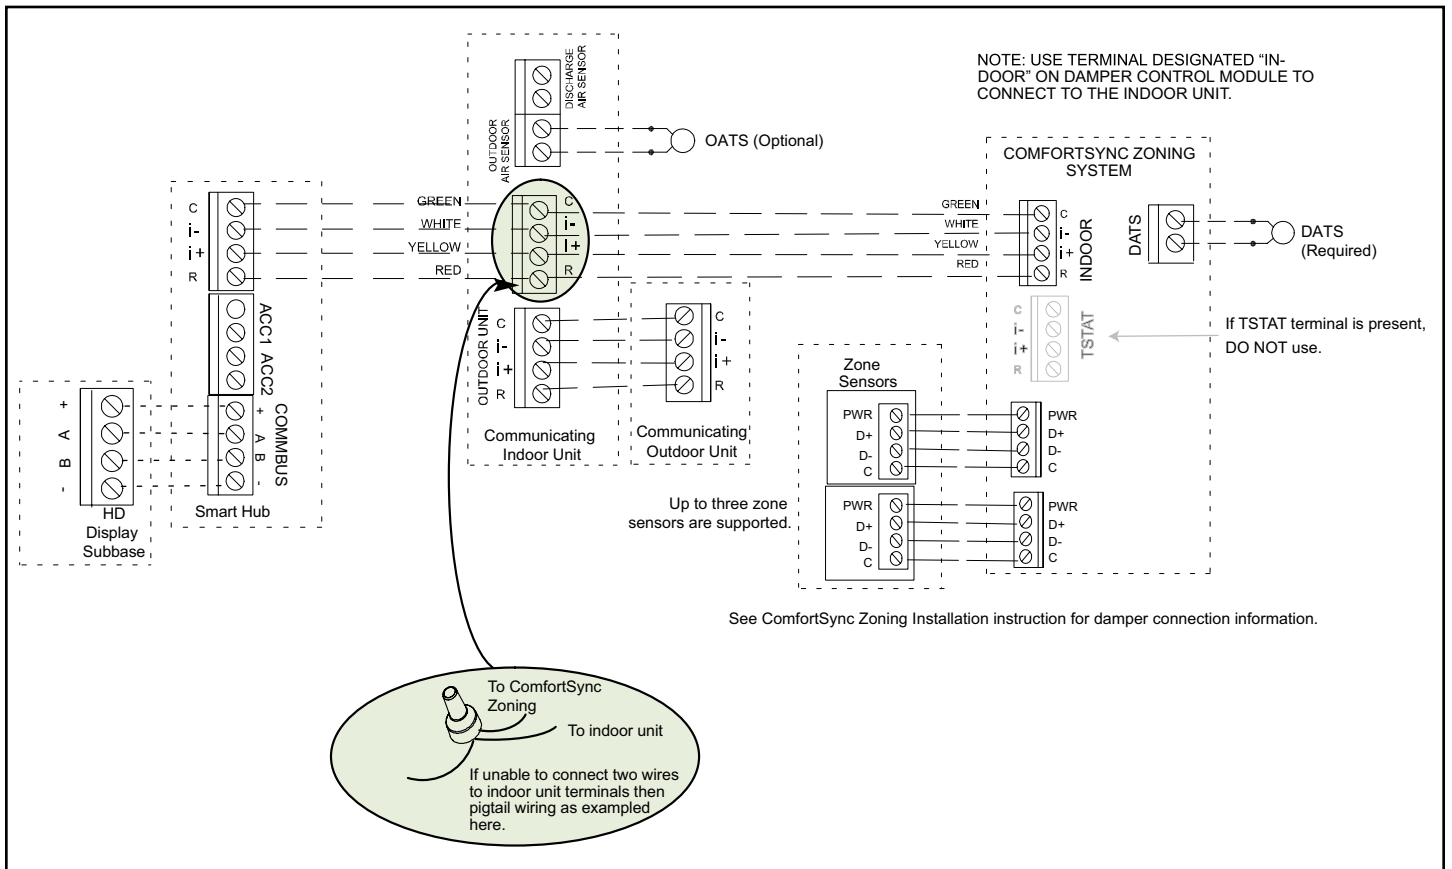 NOTE: USE TERMINAL DESIGNATED “IN-
DOOR” ON DAMPER CONTROL MODULE TO
CONNECT TO THE INDOOR UNIT.
DISCHARGE
AIR SENSOR
OUTDOOR
AIR SENSOR
OATS (Optional)
COMFORTSYNC ZONING
SYSTEM
C
i-
i+
R
GREEN
WHITE
YELLOW
RED
C
i-
i+
R
GREEN
WHITE
YELLOW
RED
C
i-
i+
R
INDOOR
DATS
DATS
(Required)
ACC1 ACC2
OUTDOOR UNIT
C
i-
i+
R
C
i-
i+
R
C
i-
i+
R
TSTAT
If TSTAT terminal is present,
DO NOT use.
+
A
B
-
+
A
B
-
COMMBUS
HD
Display
Subbase
Smart Hub
Communicating
Indoor Unit
Communicating
Outdoor Unit
Zone
Sensors
PWR
D+
D-
C
PWR
D+
D-
C
Up to three zone
sensors are supported.
PWR
D+
D-
C
PWR
D+
D-
C
See ComfortSync Zoning Installation instruction for damper connection information.
To ComfortSync
Zoning
To indoor unit
If unable to connect two wires
to indoor unit terminals then
pigtail wiring as exampled
here.